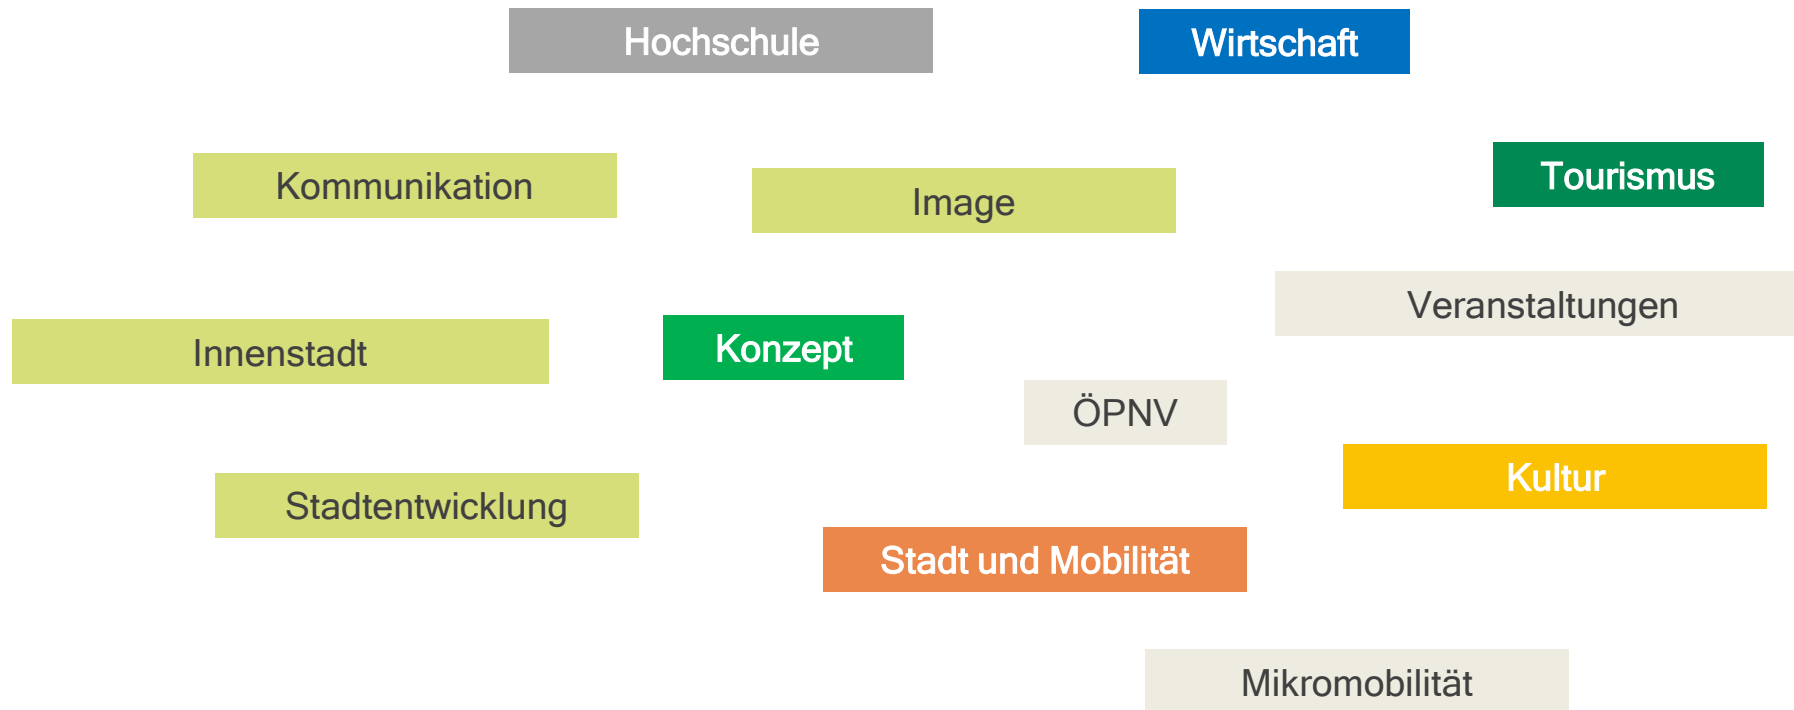 Hochschule
Wirtschaft
Tourismus
Kommunikation
Image
Veranstaltungen
Innenstadt
Konzept
ÖPNV
Kultur
Stadtentwicklung
Stadt und Mobilität
Mikromobilität